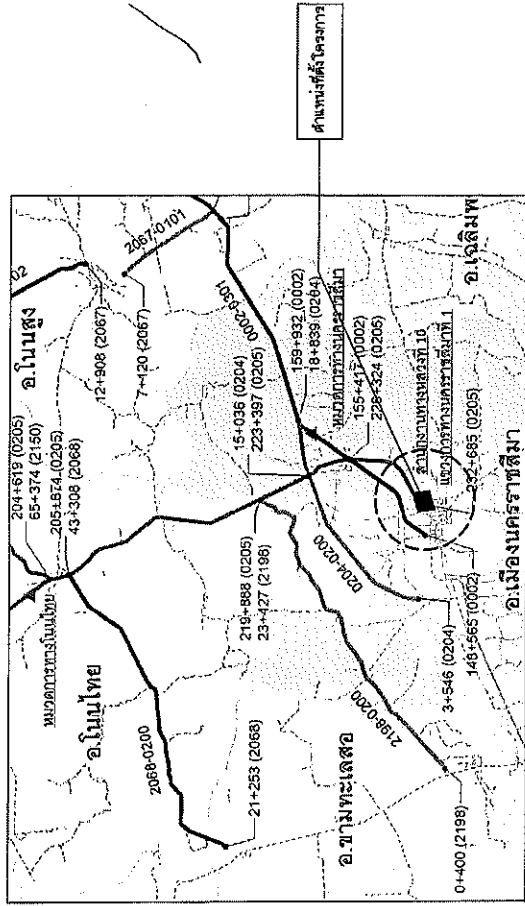 อ.โนนสูง
02
204+619 (0205)
65+374 (2150)
205+874 (0205)
43+308 (2068)
หมวดการทางโนนไทย
อ.โนนไทย
12+908 (2067)
7+120 (2067)
2067-0101
0002-0301
2068-0200
21+253 (2068)
15+036 (0204)
223+397 (0205)
219+888 (0205)
23+427 (2198)
159+932 (0002)
18+839 (0204)
หมวดการทางนครราชสีมา
155+417 (0002)
228+324 (0205)
ตำแหน่งที่ตั้งโครงการ
0204-0200
2198-0200
อ.ขามทะเลสอ
สำนักงานทางหลวงที่ 10
แขวงการทางนครราชสีมาที่ 1
232+685 (0205)
3+546 (0204)
148+565 (0002)
0+400 (2198)
อ.เมืองนครราชสีมา
อ.เฉลิมพ